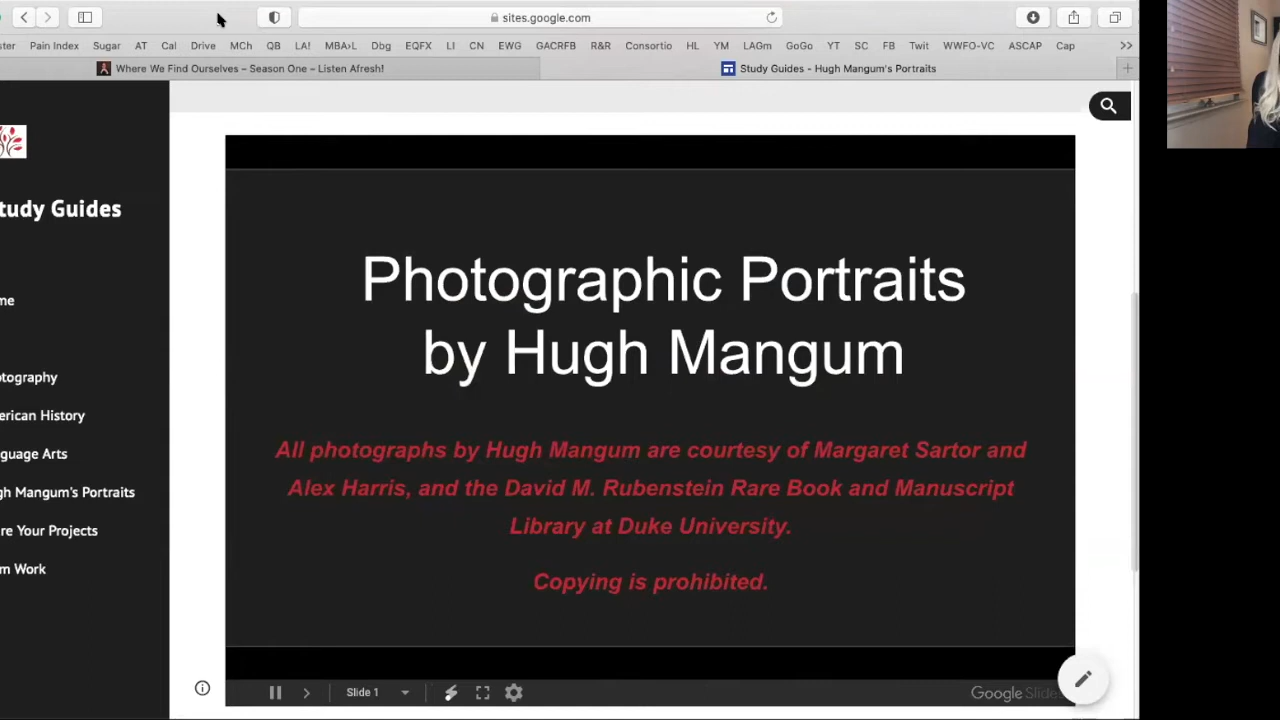 sites.google.com
ster Pain Index Sugar AT Cal Drive MCh QB LA! MBA>L Dbg EQFX LI CN EWG GACRFB R&R Consortio HL YM LAGm GoGo YT SC FB Twit WWFO-VC ASCAP Cap >>
Where We Find Ourselves – Season One – Listen Afresh!
Study Guides - Hugh Mangum's Portraits
tudy Guides
me
otography
erican History
guage Arts
gh Mangum's Portraits
re Your Projects
m Work
Photographic Portraits
by Hugh Mangum
All photographs by Hugh Mangum are courtesy of Margaret Sartor and
Alex Harris, and the David M. Rubenstein Rare Book and Manuscript
Library at Duke University.
Copying is prohibited.
Slide 1
Google Slides